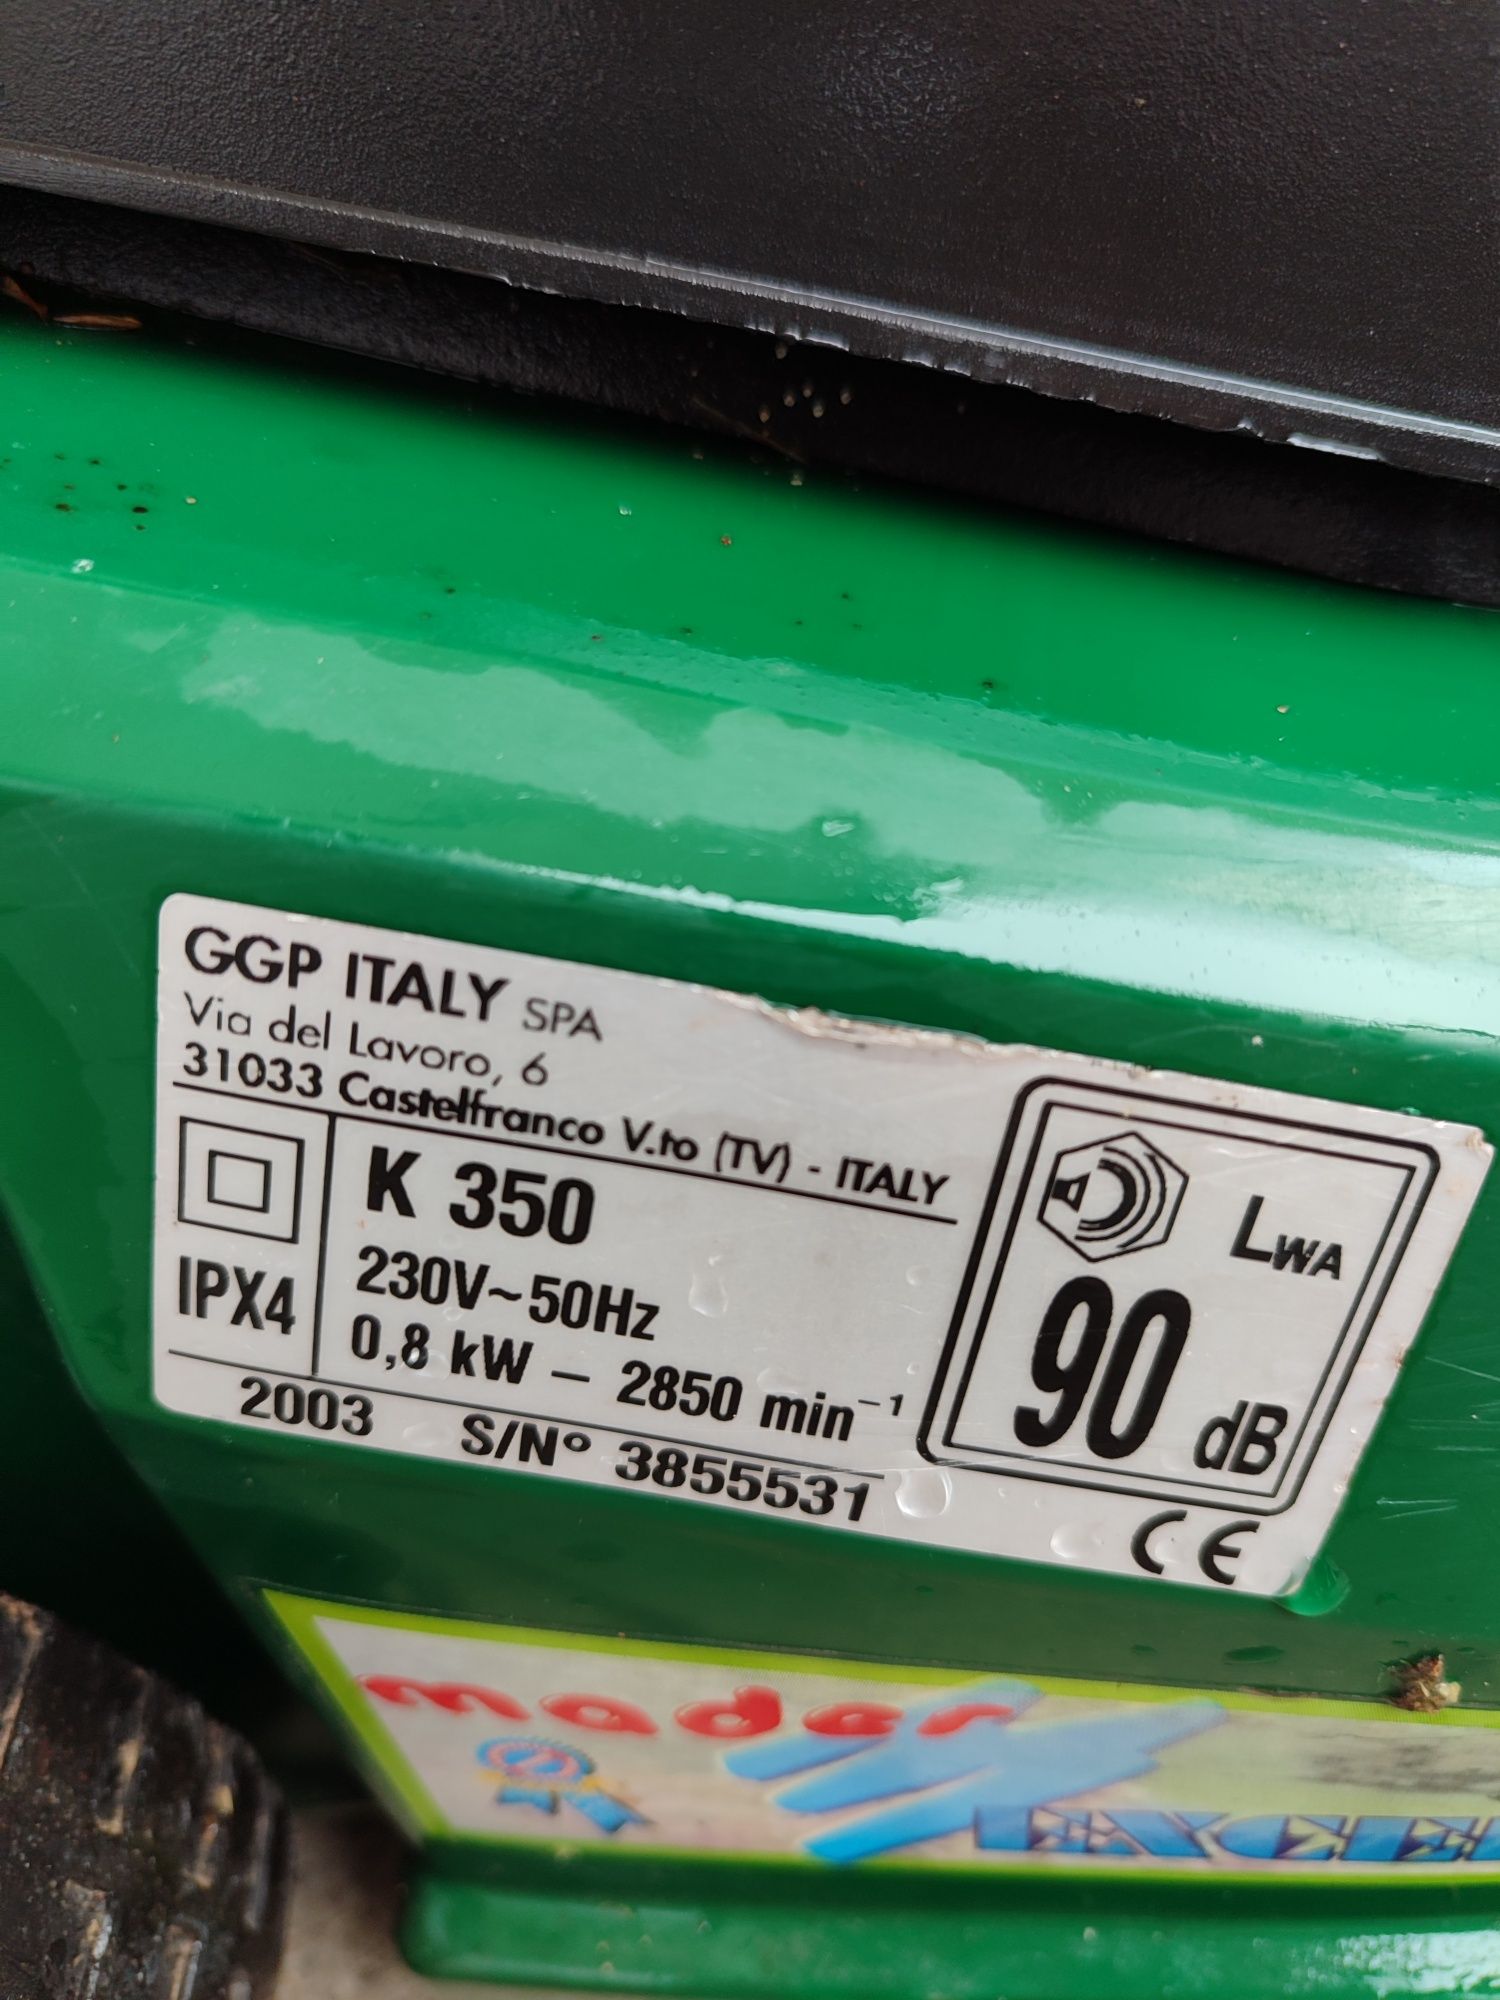 GGP ITALY SPA
Via del Lavoro, 6
31033 Castelfranco V.to (TV) - ITALY
K 350
230V~50Hz
0,8 kW – 2850 min⁻¹
IPX4
2003 S/N° 3855531
LWA
90 dB
CE
mader